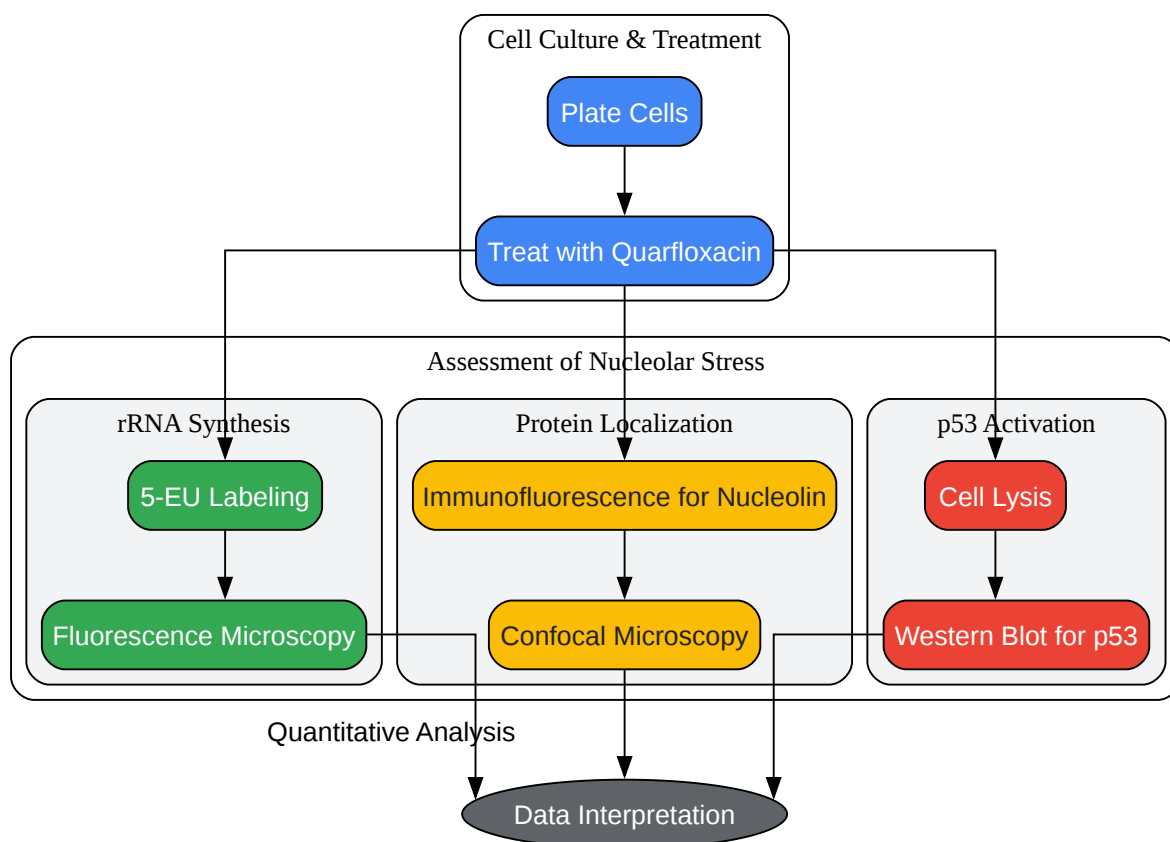 Cell Culture & Treatment
Plate Cells
Treat with Quarfloxacin
Assessment of Nucleolar Stress
rRNA Synthesis
Protein Localization
p53 Activation
5-EU Labeling
Immunofluorescence for Nucleolin
Cell Lysis
Fluorescence Microscopy
Confocal Microscopy
Western Blot for p53
Quantitative Analysis
Data Interpretation